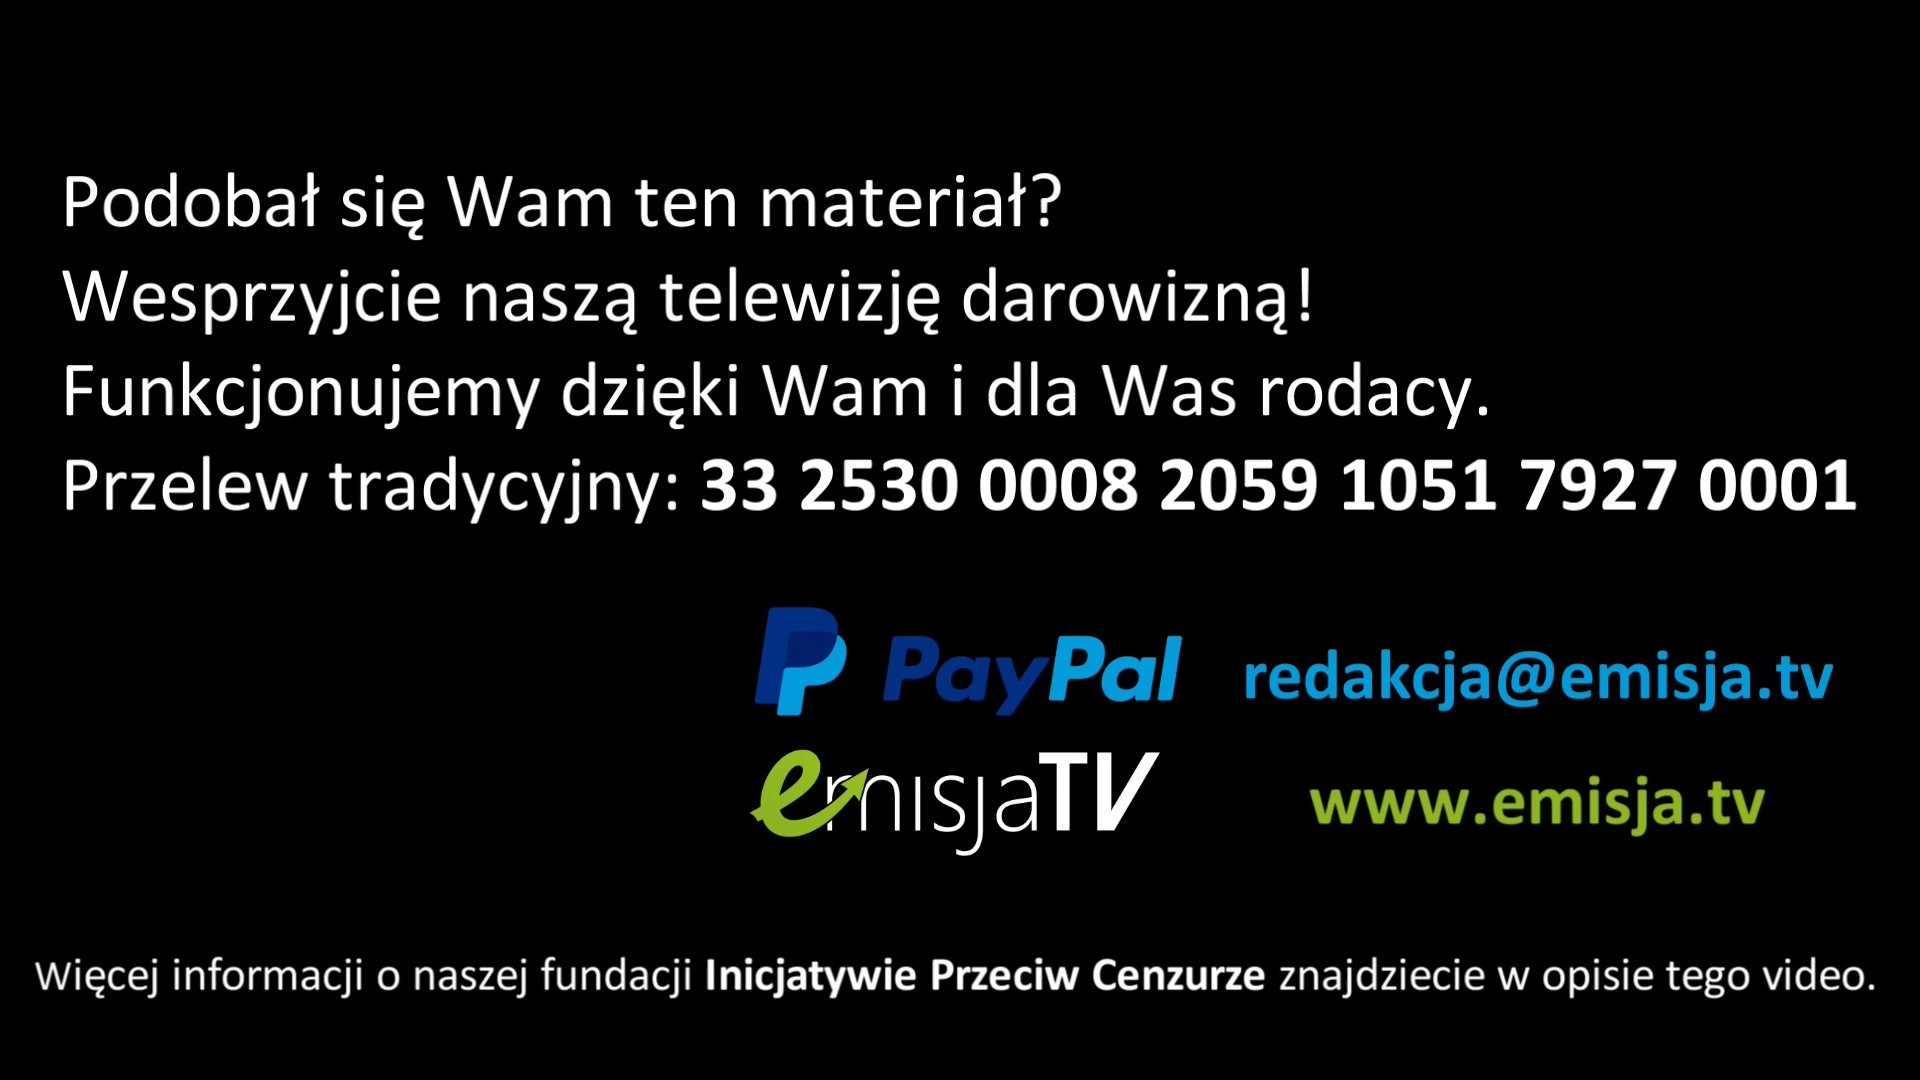 Podobał się Wam ten materiał?
Wesprzyjcie naszą telewizję darowizną!
Funkcjonujemy dzięki Wam i dla Was rodacy.
Przelew tradycyjny: 33 2530 0008 2059 1051 7927 0001
PayPal redakcja@emisja.tv
emisjaTV www.emisja.tv
Więcej informacji o naszej fundacji Inicjatywie Przeciw Cenzurze znajdziecie w opisie tego video.